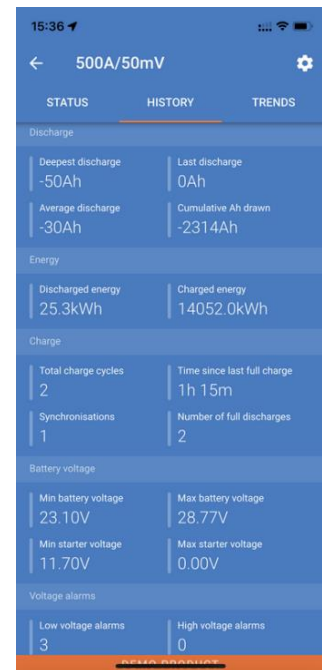 15:36
500A/50mV
STATUS HISTORY TRENDS
Discharge
Deepest discharge Last discharge
-50Ah 0Ah
Average discharge Cumulative Ah drawn
-30Ah -2314Ah
Energy
Discharged energy Charged energy
25.3kWh 14052.0kWh
Charge
Total charge cycles Time since last full charge
2 1h 15m
Synchronisations Number of full discharges
1 2
Battery voltage
Min battery voltage Max battery voltage
23.10V 28.77V
Min starter voltage Max starter voltage
11.70V 0.00V
Voltage alarms
Low voltage alarms High voltage alarms
3 0
DEMO PRODUCT